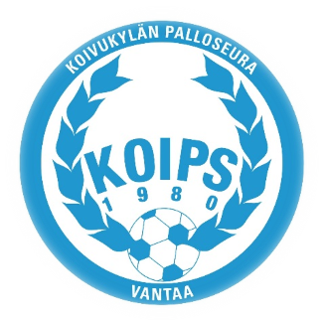 KOIVUKYLÄN PALLOSEURA
KOIPS
1980
VANTAA